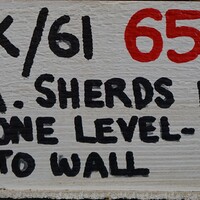 K/61 65
A. SHERDS
ONE LEVEL-
TO WALL